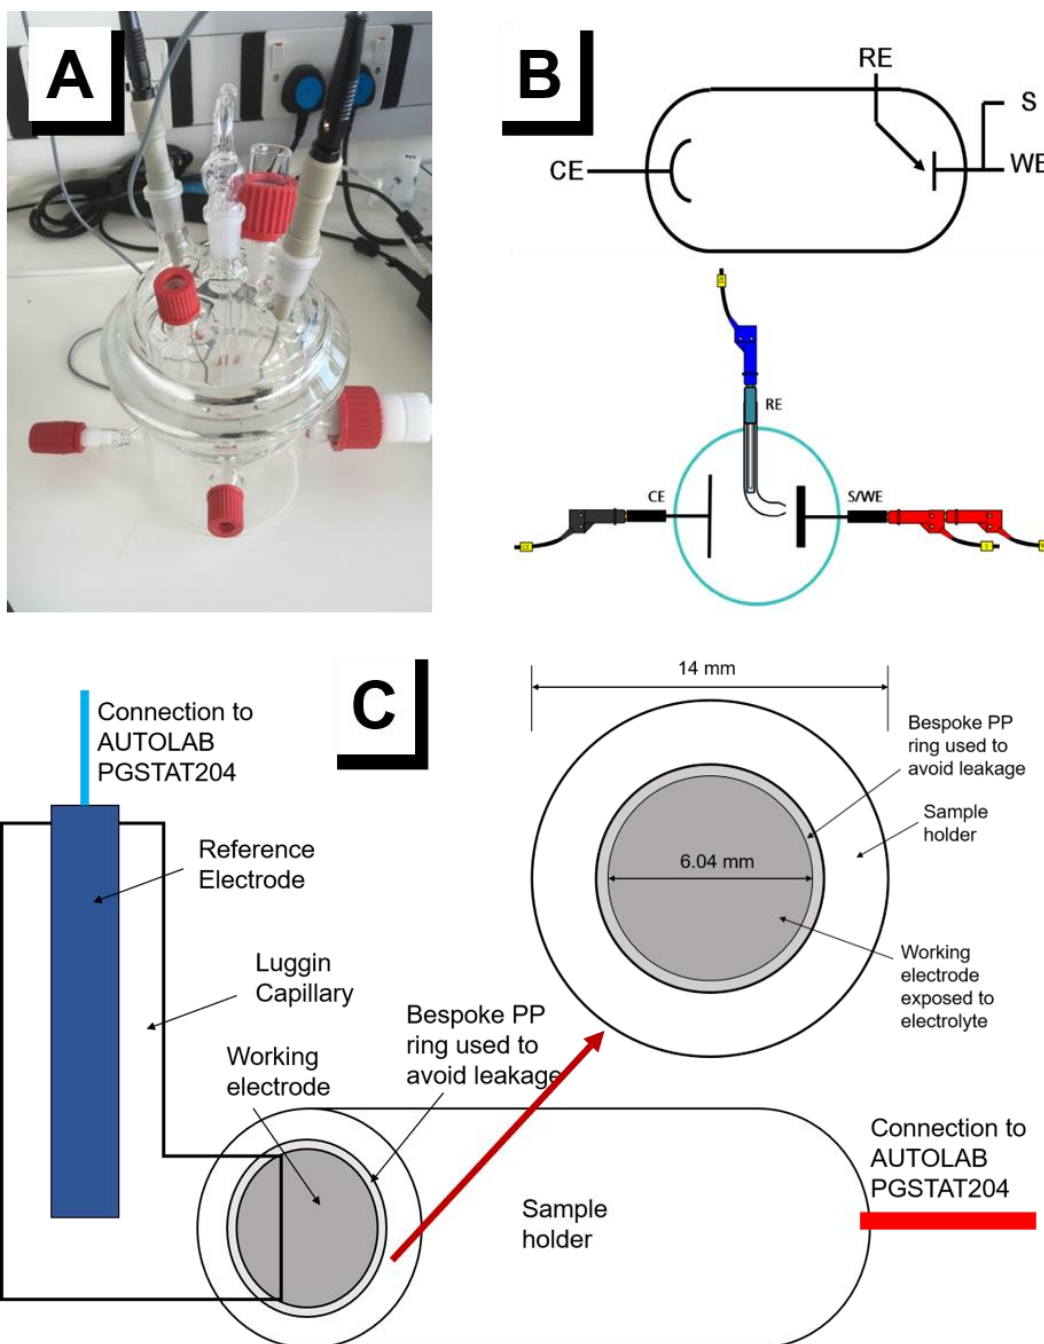 A
B
RE
S
CE
WE
RE
CE
S/WE
C
Connection to
AUTOLAB
PGSTAT204
Reference
Electrode
Luggin
Capillary
Working
electrode
Bespoke PP
ring used to
avoid leakage
Sample
holder
Connection to
AUTOLAB
PGSTAT204
14 mm
Bespoke PP
ring used to
avoid leakage
Sample
holder
6.04 mm
Working
electrode
exposed to
electrolyte